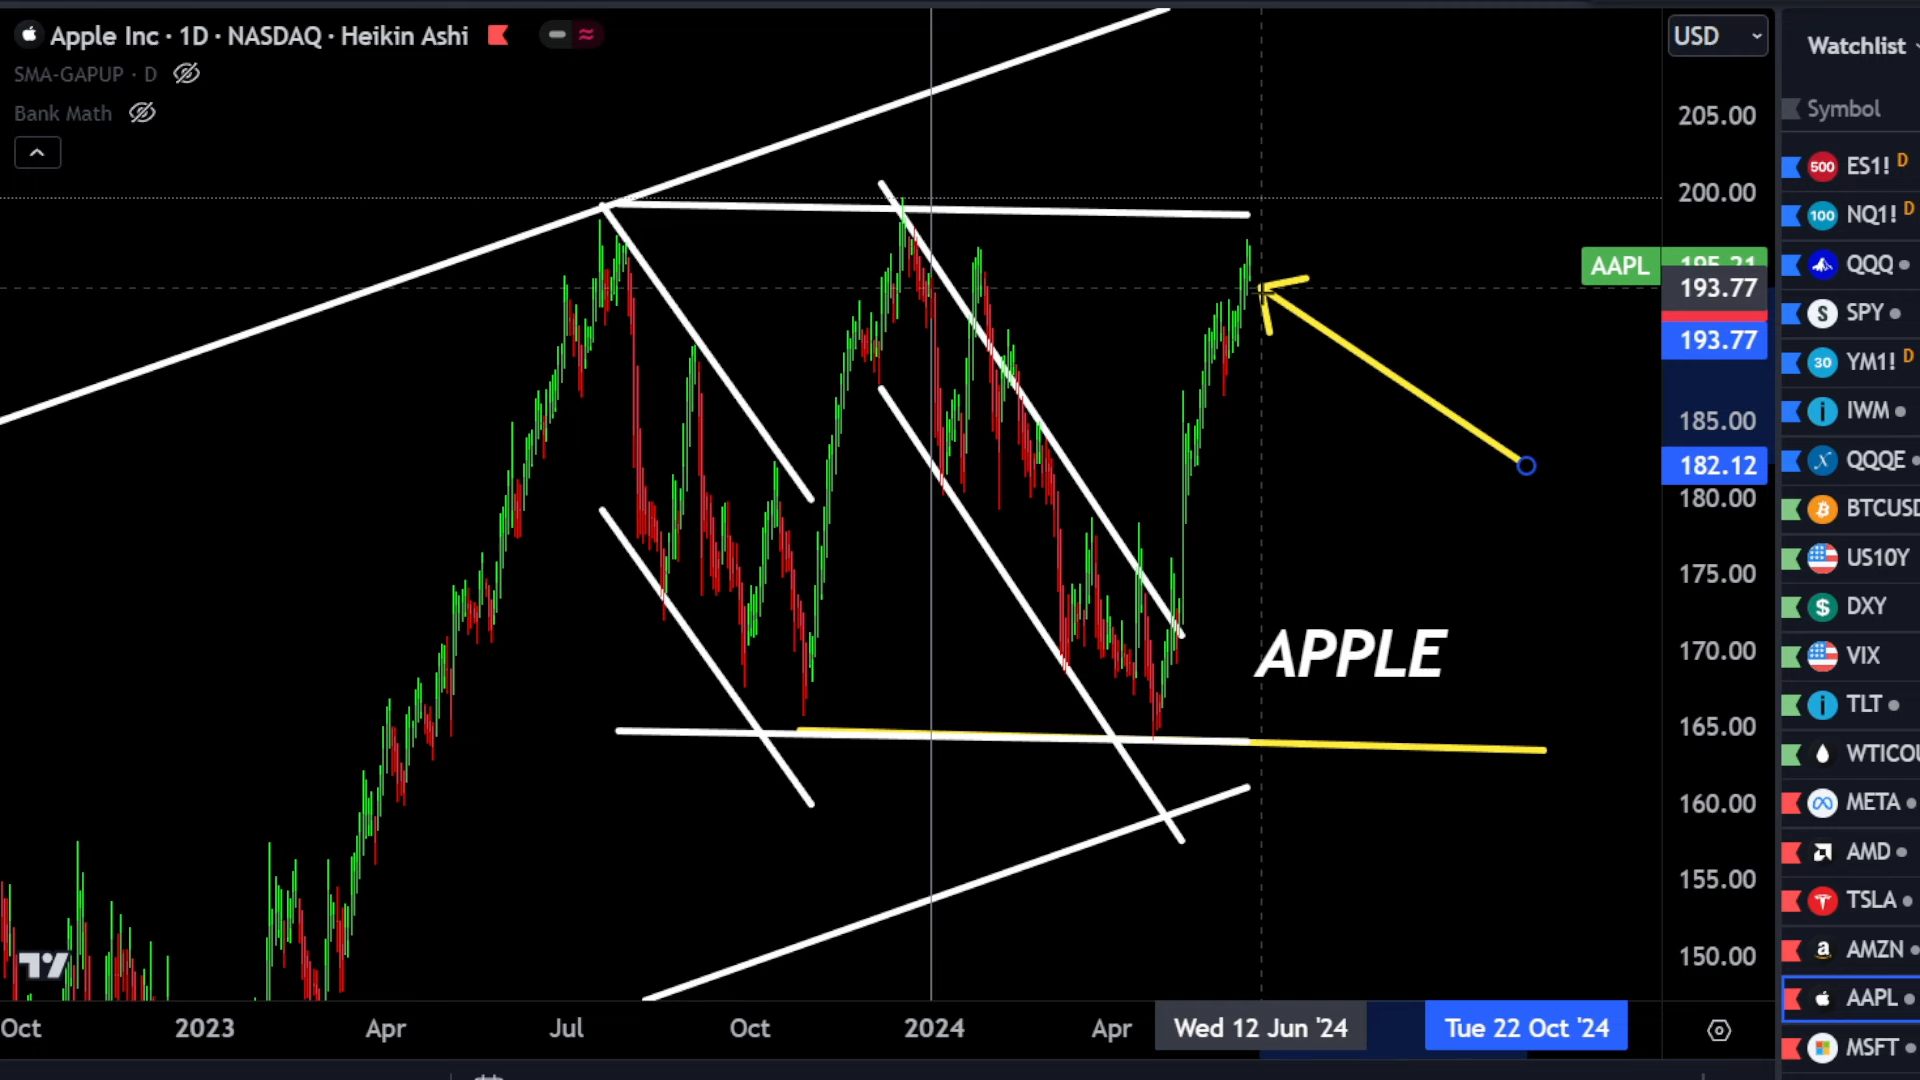 Apple Inc · 1D · NASDAQ · Heikin Ashi
SMA-GAPUP · D
Bank Math
USD
205.00
200.00
AAPL
193.77
193.77
185.00
182.12
180.00
175.00
170.00
165.00
160.00
155.00
150.00
APPLE
Oct
2023
Apr
Jul
Oct
2024
Apr
Wed 12 Jun '24
Tue 22 Oct '24
Watchlist
Symbol
500 ES1! D
100 NQ1! D
QQQ
S SPY
30 YM1! D
IWM
QQQE
BTCUSD
US10Y
DXY
VIX
TLT
META
AMD
TSLA
AMZN
AAPL
MSFT